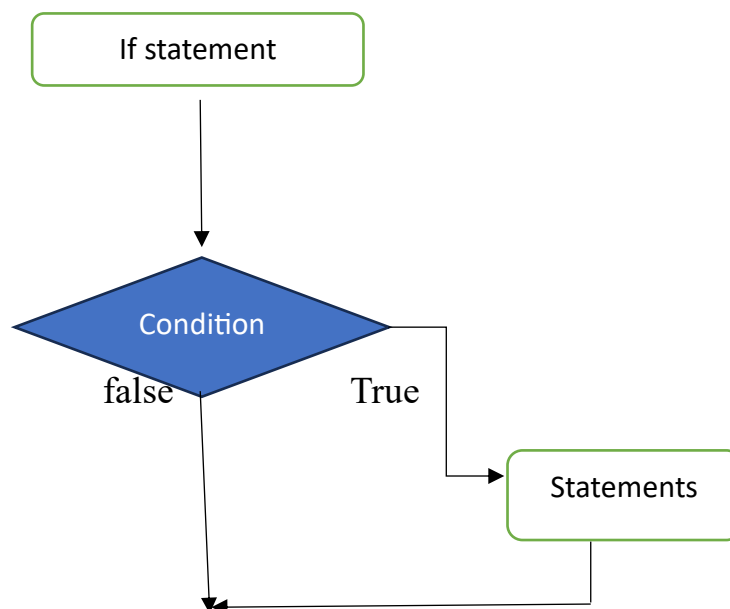 If statement
Condition
false
True
Statements